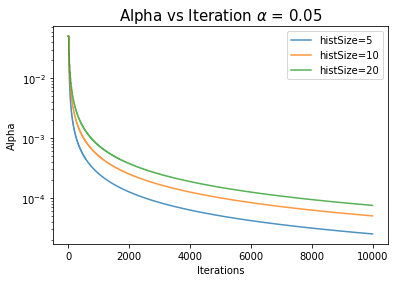 Alpha vs Iteration α = 0.05
histSize=5
histSize=10
histSize=20
Alpha
10⁻²
10⁻³
10⁻⁴
0 2000 4000 6000 8000 10000
Iterations